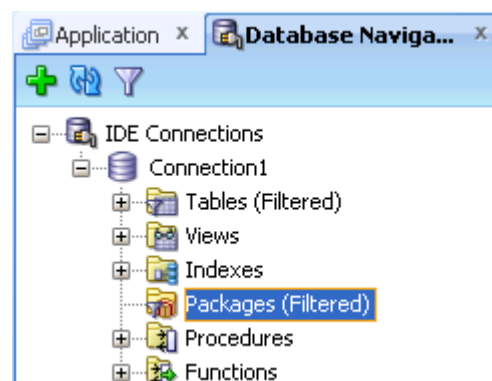 Application x Database Naviga... x
IDE Connections
Connection1
Tables (Filtered)
Views
Indexes
Packages (Filtered)
Procedures
Functions